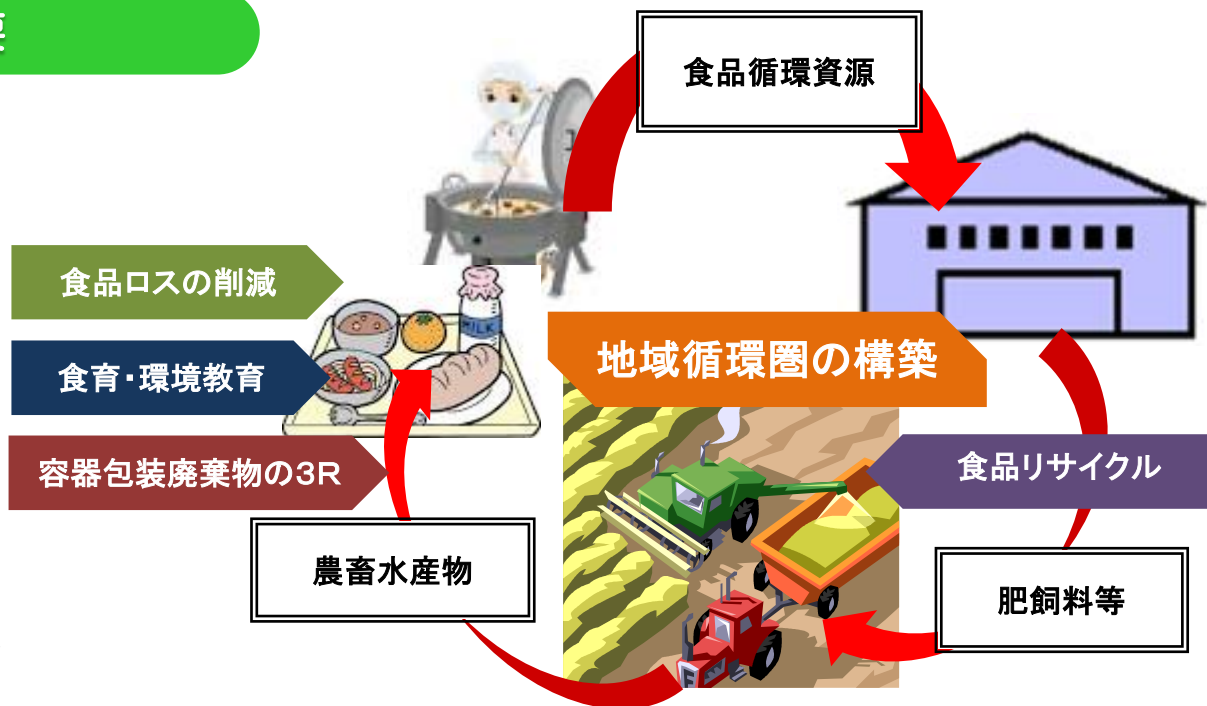 食品循環資源
食品ロスの削減
MILK
地域循環圏の構築
食育・環境教育
容器包装廃棄物の3R
食品リサイクル
農畜水産物
肥飼料等
F